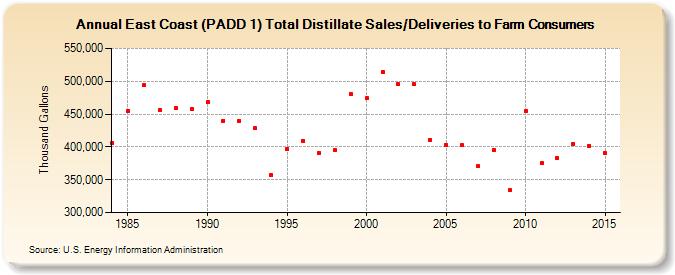 Annual East Coast (PADD 1) Total Distillate Sales/Deliveries to Farm Consumers
Thousand Gallons
550,000
500,000
450,000
400,000
350,000
300,000
1985 1990 1995 2000 2005 2010 2015
Source: U.S. Energy Information Administration